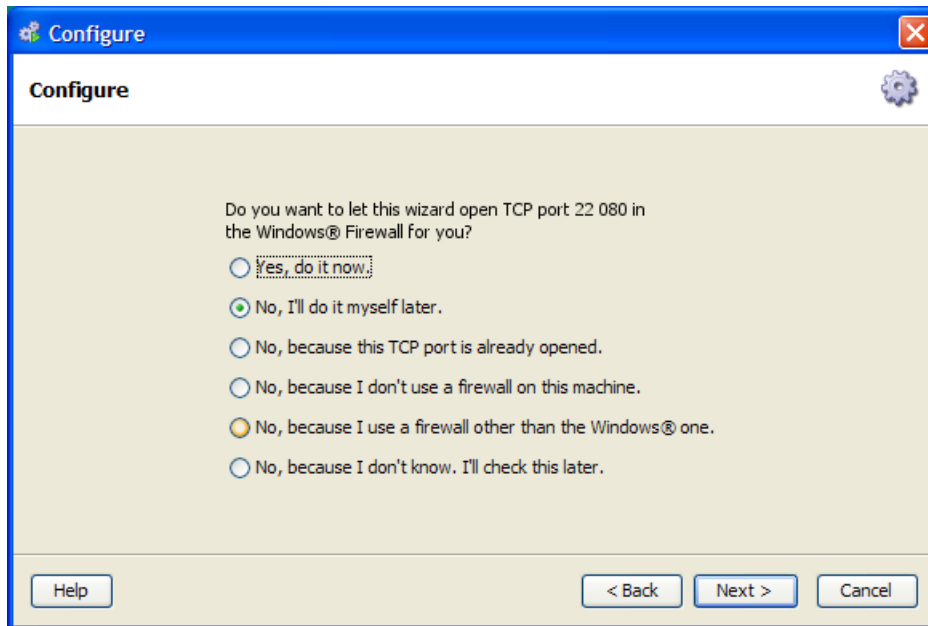 Configure
Configure
Do you want to let this wizard open TCP port 22 080 in
the Windows® Firewall for you?
Yes, do it now.
No, I'll do it myself later.
No, because this TCP port is already opened.
No, because I don't use a firewall on this machine.
No, because I use a firewall other than the Windows® one.
No, because I don't know. I'll check this later.
Help
< Back
Next >
Cancel